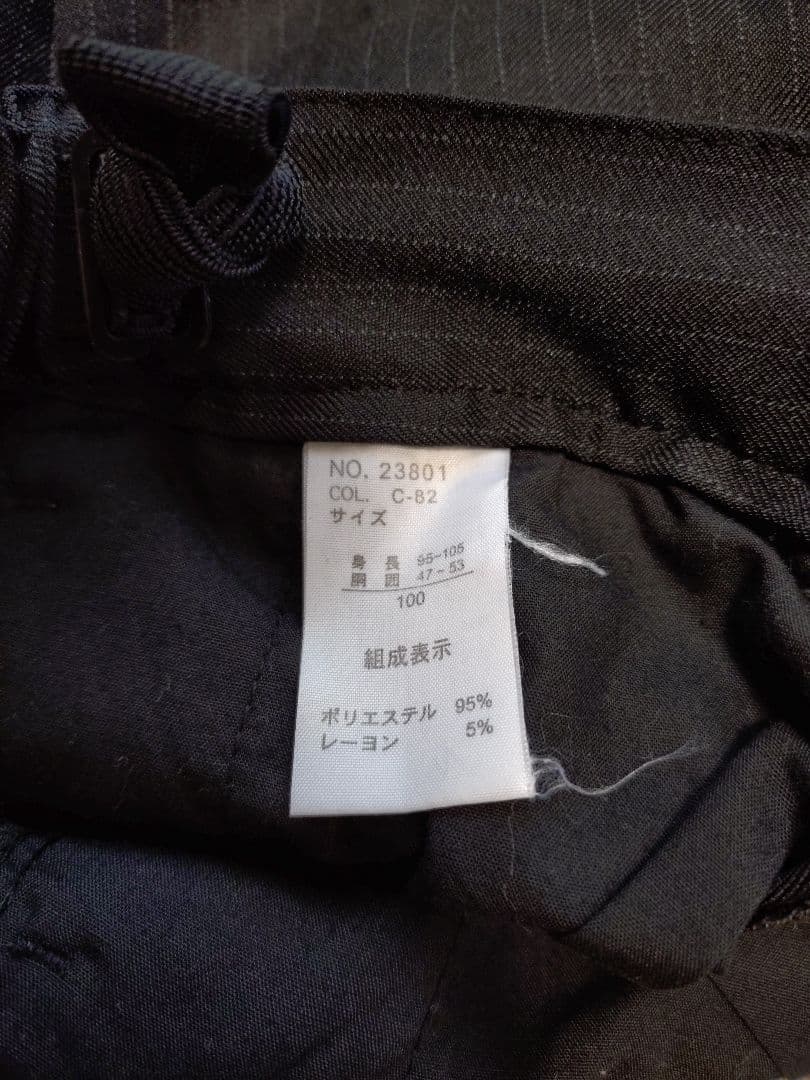 NO. 23801
COL. C-82
サイズ
身長 95-105
胴囲 47-53
100
組成表示
ポリエステル 95%
レーヨン 5%